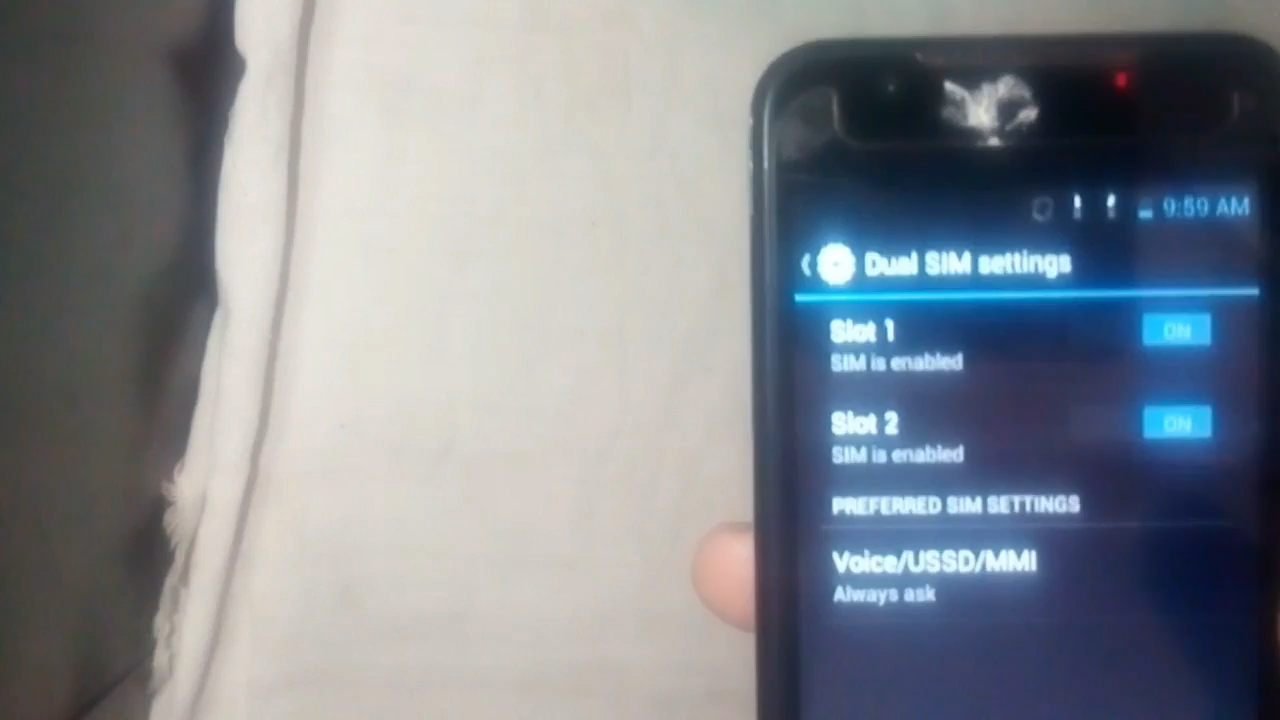 9:59 AM
Dual SIM settings
Slot 1
ON
SIM is enabled
Slot 2
ON
SIM is enabled
PREFERRED SIM SETTINGS
Voice/USSD/MMI
Always ask